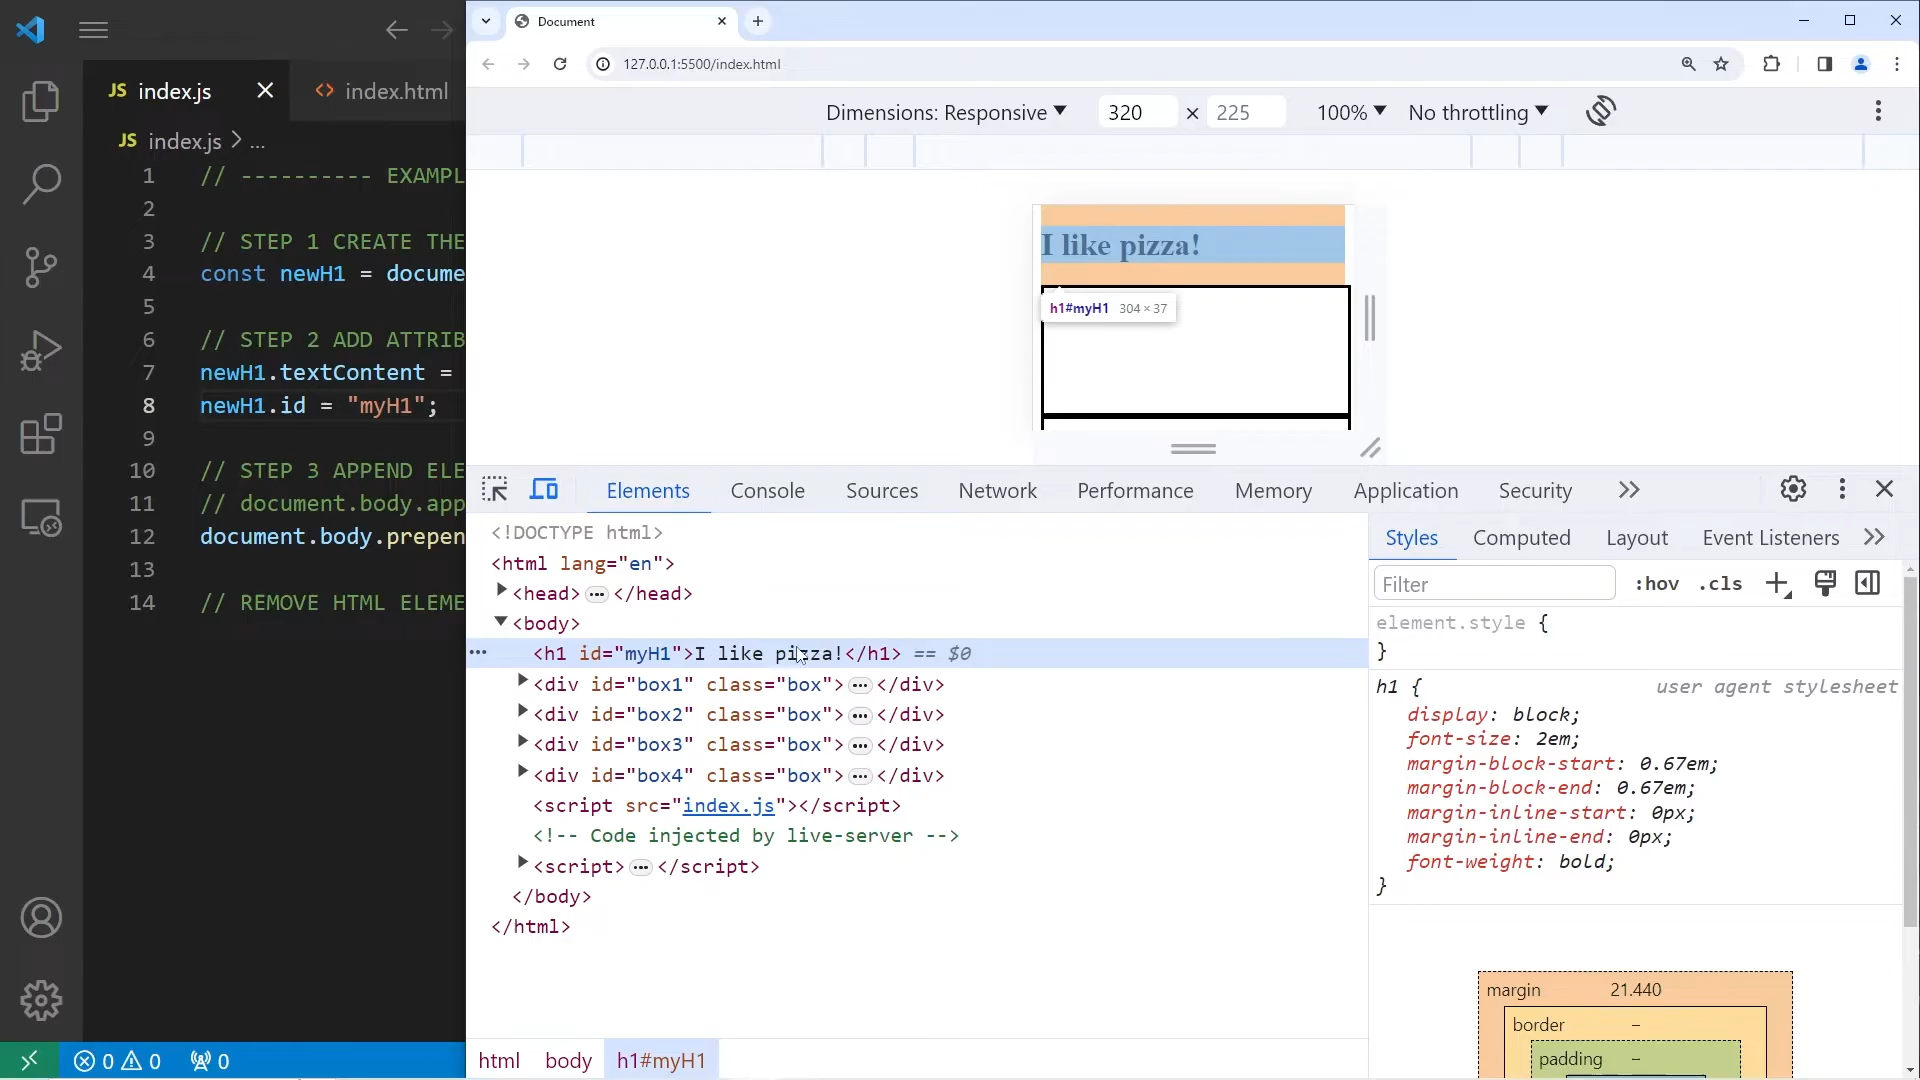 JS index.js
<> index.html
JS index.js > ...
1 // ---------- EXAMPL
2
3 // STEP 1 CREATE THE
4 const newH1 = docume
5
6 // STEP 2 ADD ATTRIB
7 newH1.textContent =
8 newH1.id = "myH1";
9
10 // STEP 3 APPEND ELE
11 // document.body.app
12 document.body.prepen
13
14 // REMOVE HTML ELEME
0 0 0
Document
127.0.0.1:5500/index.html
Dimensions: Responsive 320 × 225 100% No throttling
I like pizza!
h1#myH1 304 × 37
Elements Console Sources Network Performance Memory Application Security
<!DOCTYPE html>
<html lang="en">
<head> ... </head>
<body>
... <h1 id="myH1">I like pizza!</h1> == $0
<div id="box1" class="box"> ... </div>
<div id="box2" class="box"> ... </div>
<div id="box3" class="box"> ... </div>
<div id="box4" class="box"> ... </div>
<script src="index.js"></script>
<!-- Code injected by live-server -->
<script> ... </script>
</body>
</html>
html body h1#myH1
Styles Computed Layout Event Listeners
Filter :hov .cls
element.style {
}
h1 { user agent stylesheet
display: block;
font-size: 2em;
margin-block-start: 0.67em;
margin-block-end: 0.67em;
margin-inline-start: 0px;
margin-inline-end: 0px;
font-weight: bold;
}
margin 21.440
border –
padding –